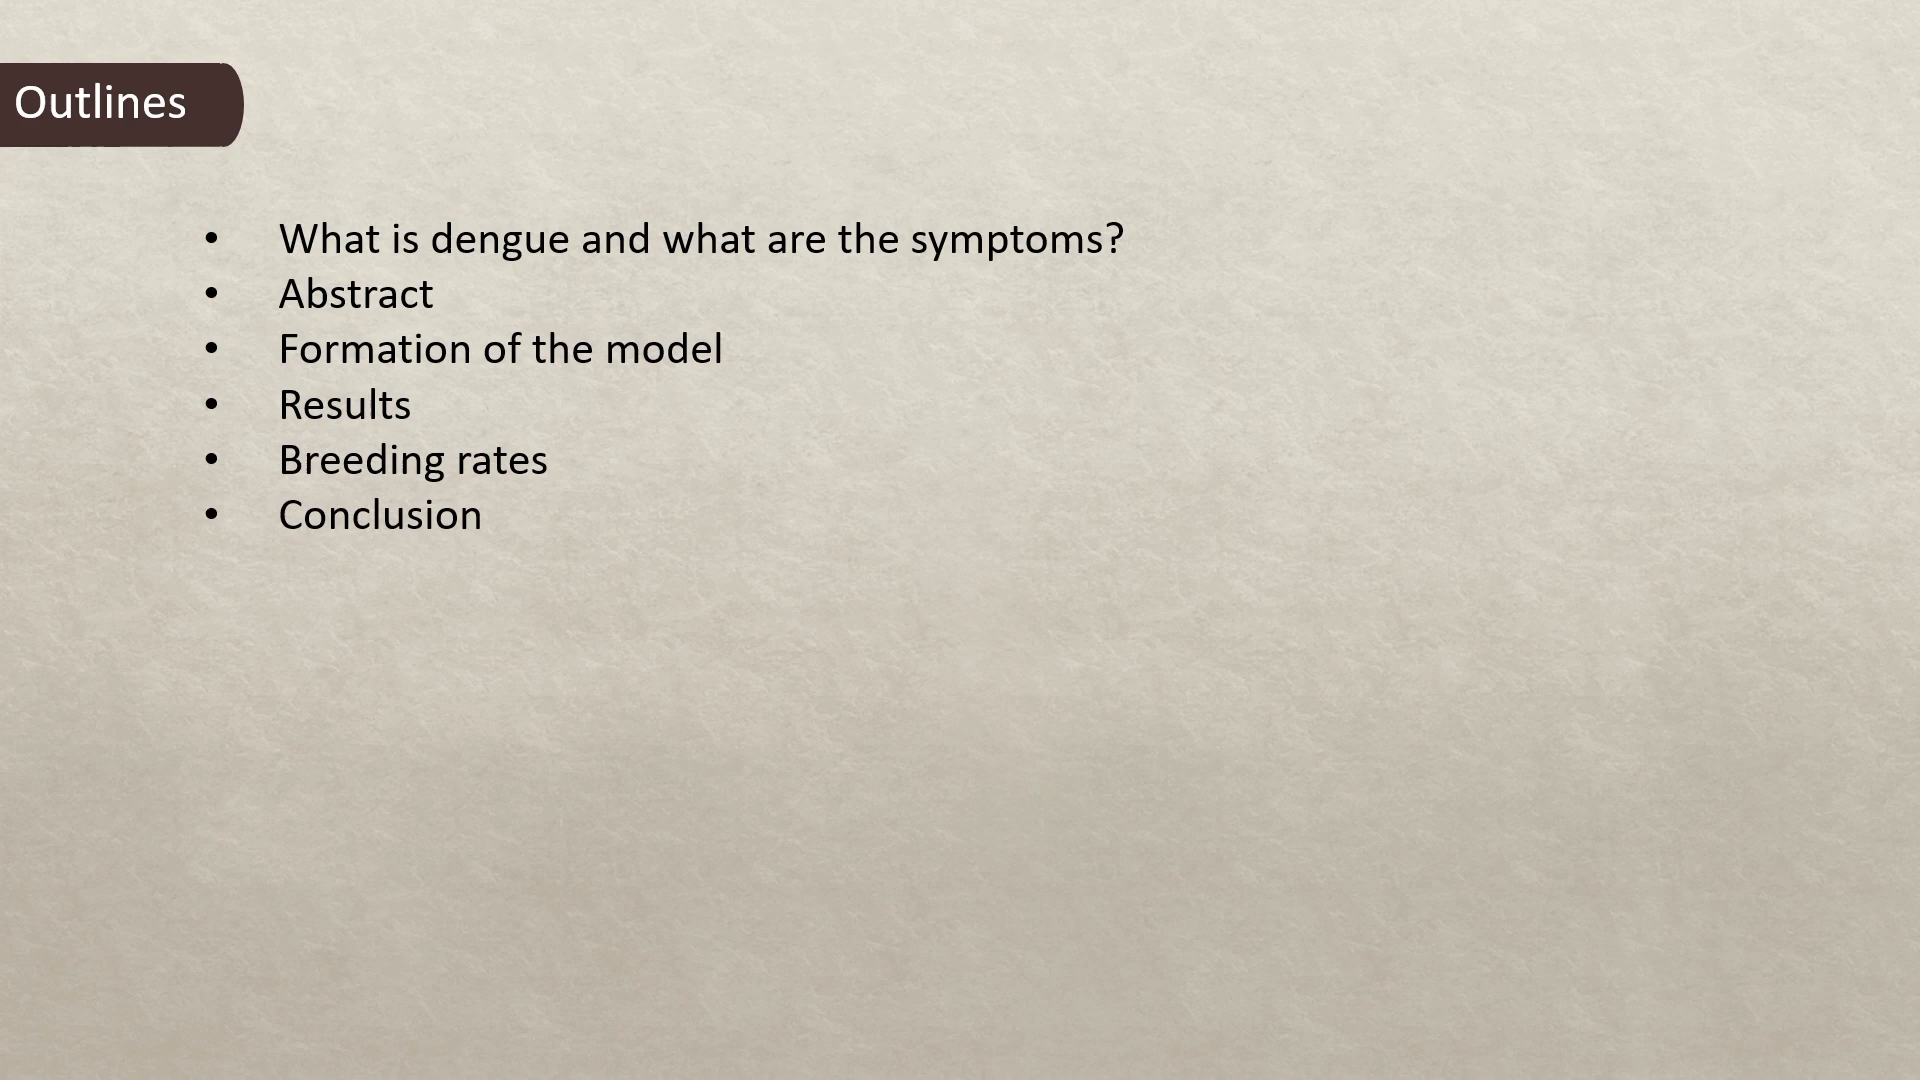 Outlines
• What is dengue and what are the symptoms?
• Abstract
• Formation of the model
• Results
• Breeding rates
• Conclusion